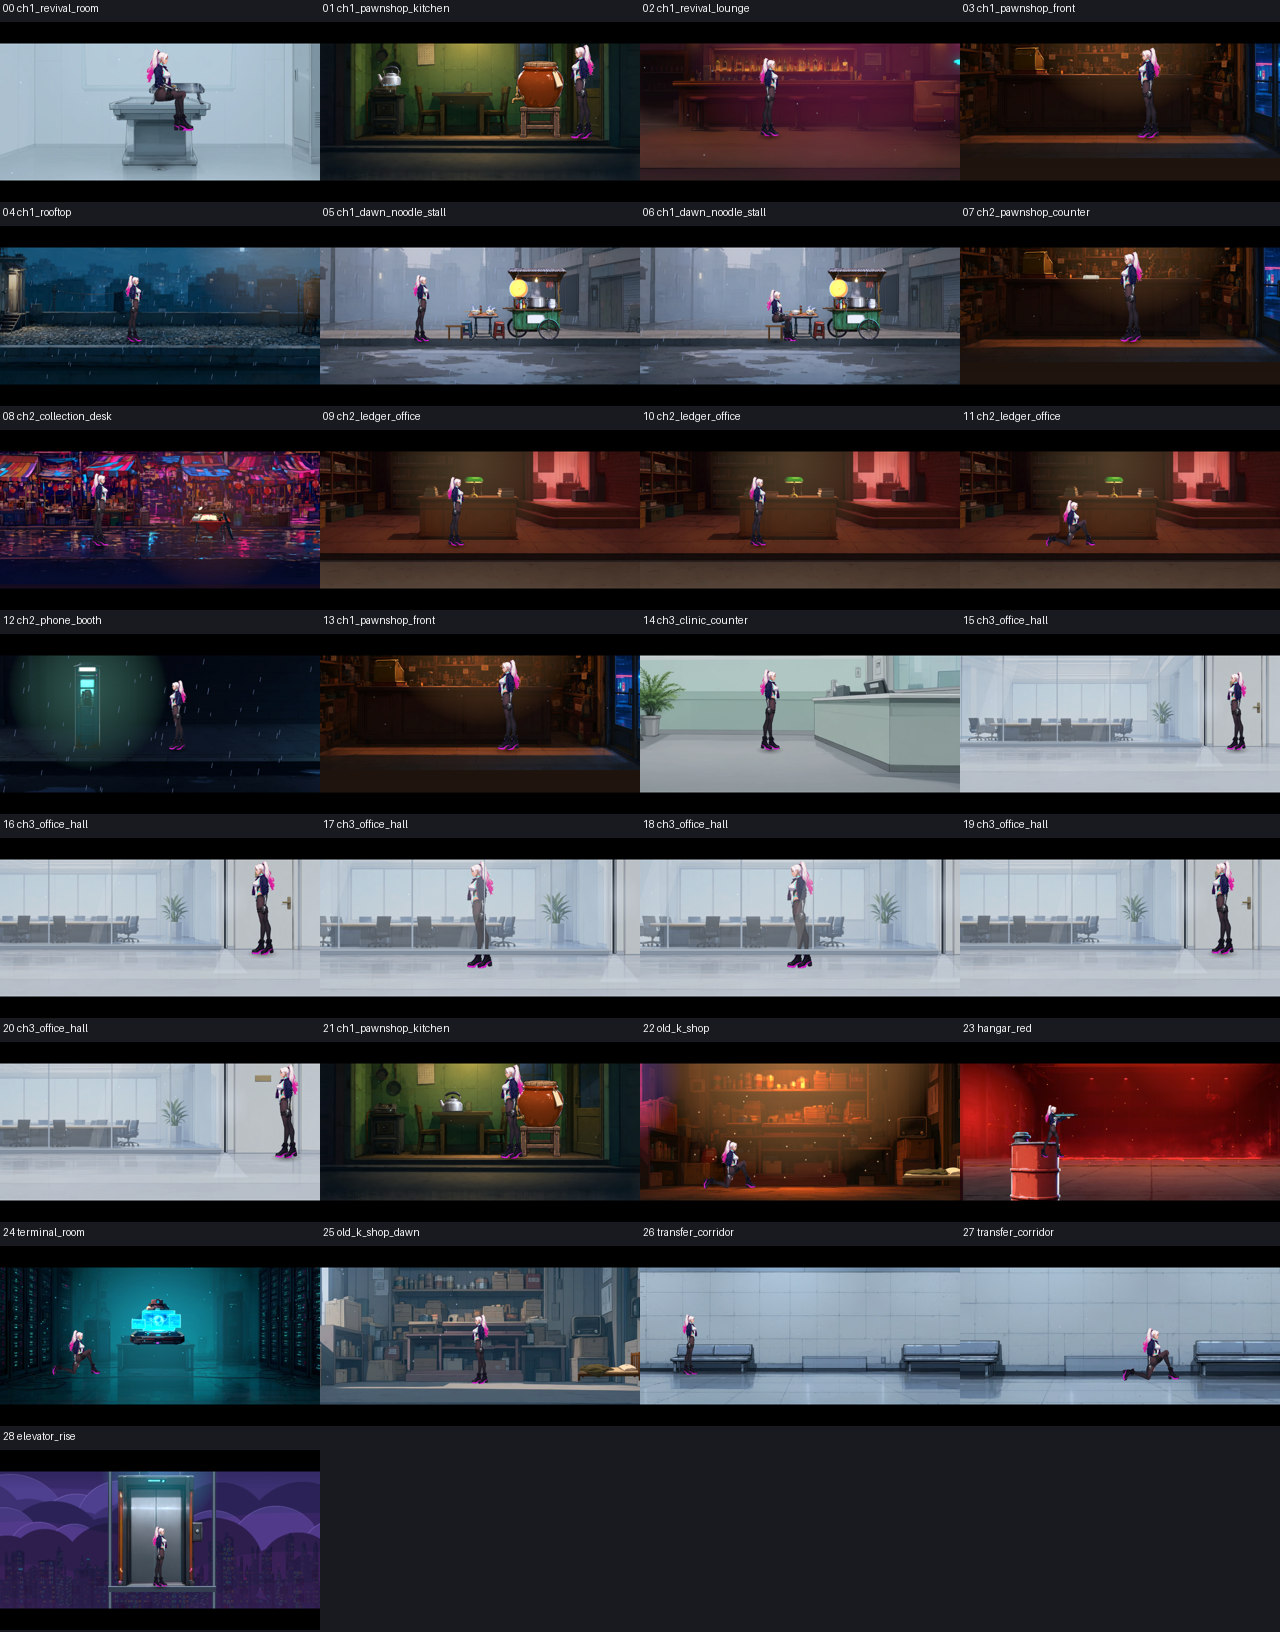 00 ch1_revival_room
01 ch1_pawnshop_kitchen
02 ch1_revival_lounge
03 ch1_pawnshop_front
04 ch1_rooftop
05 ch1_dawn_noodle_stall
06 ch1_dawn_noodle_stall
07 ch2_pawnshop_counter
08 ch2_collection_desk
09 ch2_ledger_office
10 ch2_ledger_office
11 ch2_ledger_office
12 ch2_phone_booth
13 ch1_pawnshop_front
14 ch3_clinic_counter
15 ch3_office_hall
16 ch3_office_hall
17 ch3_office_hall
18 ch3_office_hall
19 ch3_office_hall
20 ch3_office_hall
21 ch1_pawnshop_kitchen
22 old_k_shop
23 hangar_red
24 terminal_room
25 old_k_shop_dawn
26 transfer_corridor
27 transfer_corridor
28 elevator_rise